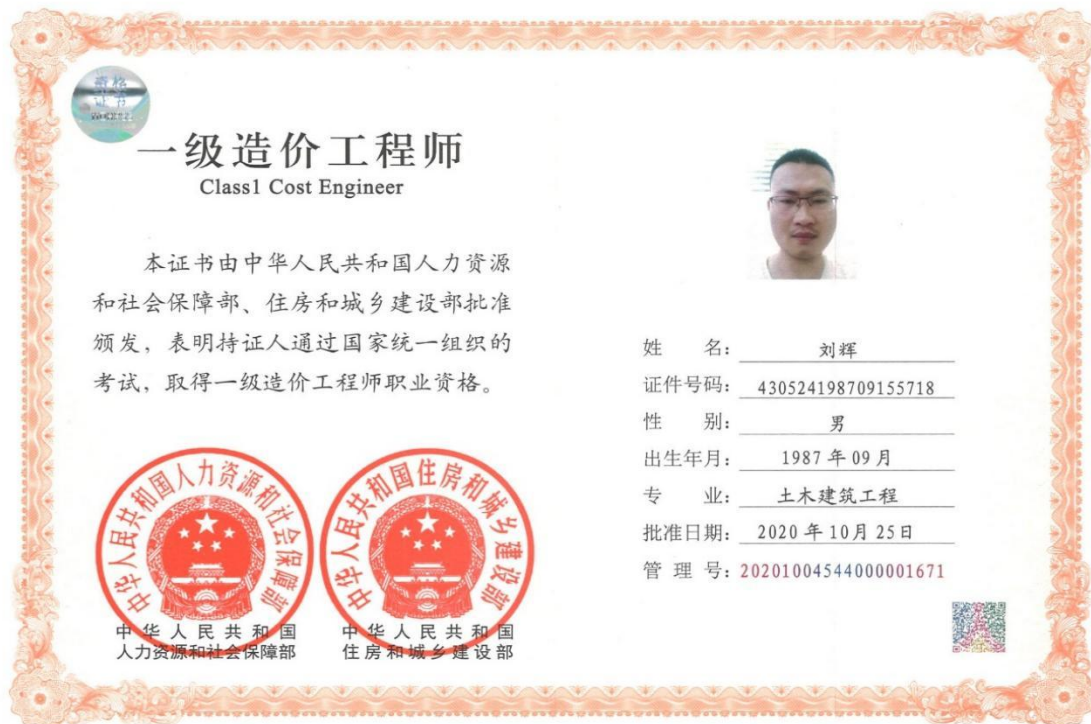 资格
证书
一级造价工程师
Class1 Cost Engineer
本证书由中华人民共和国人力资源
和社会保障部、住房和城乡建设部批准
颁发，表明持证人通过国家统一组织的
考试，取得一级造价工程师职业资格。
中华人民共和国人力资源和社会保障部
中华人民共和国住房和城乡建设部
中华人民共和国
人力资源和社会保障部
中华人民共和国
住房和城乡建设部
姓 名： 刘辉
证件号码： 430524198709155718
性 别： 男
出生年月： 1987年09月
专 业： 土木建筑工程
批准日期： 2020年10月25日
管 理 号： 20201004544000001671